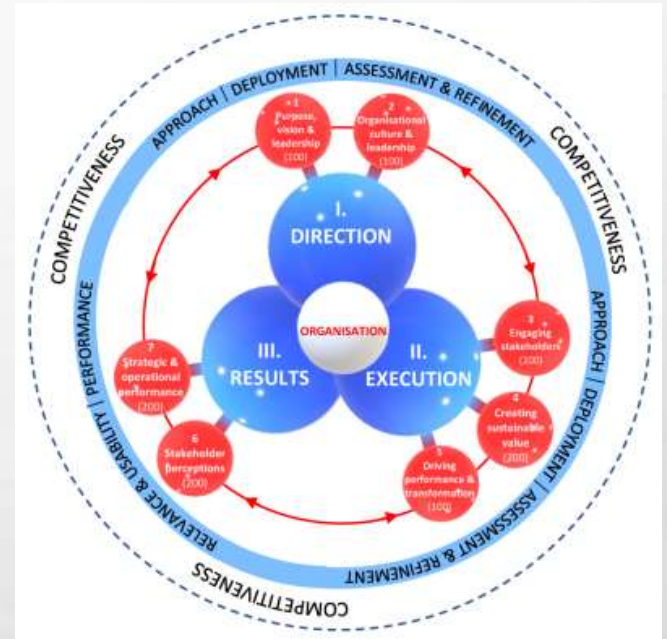 COMPETITIVENESS
COMPETITIVENESS
COMPETITIVENESS
APPROACH | DEPLOYMENT | ASSESSMENT & REFINEMENT
APPROACH | DEPLOYMENT | ASSESSMENT & REFINEMENT
RELEVANCE & USABILITY | PERFORMANCE
1
Purpose,
vision &
leadership
(100)
2
Organisational
culture &
leadership
(100)
I.
DIRECTION
ORGANISATION
III.
RESULTS
II.
EXECUTION
3
Engaging
stakeholders
(100)
4
Creating
sustainable
value
(200)
5
Driving
performance &
transformation
(100)
6
Stakeholder
perceptions
(200)
7
Strategic &
operational
performance
(200)